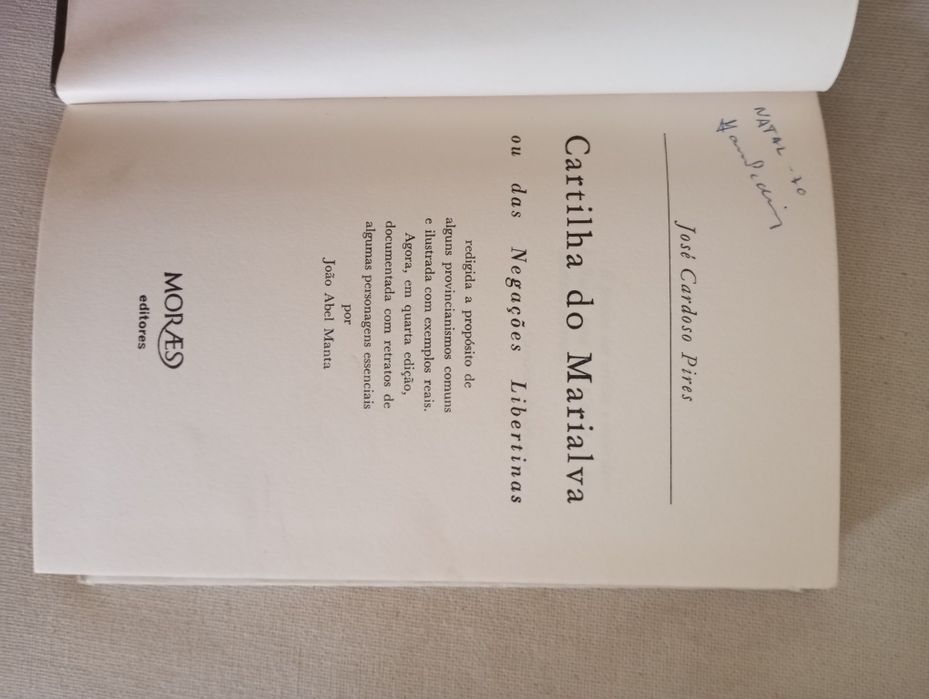 NATAL - 70
José Cardoso Pires
Cartilha do Marialva
ou das Negações Libertinas
redigida a propósito de
alguns provincianismos comuns
e ilustrada com exemplos reais.
Agora, em quarta edição,
documentada com retratos de
algumas personagens essenciais
por
João Abel Manta
MORÆS
editores